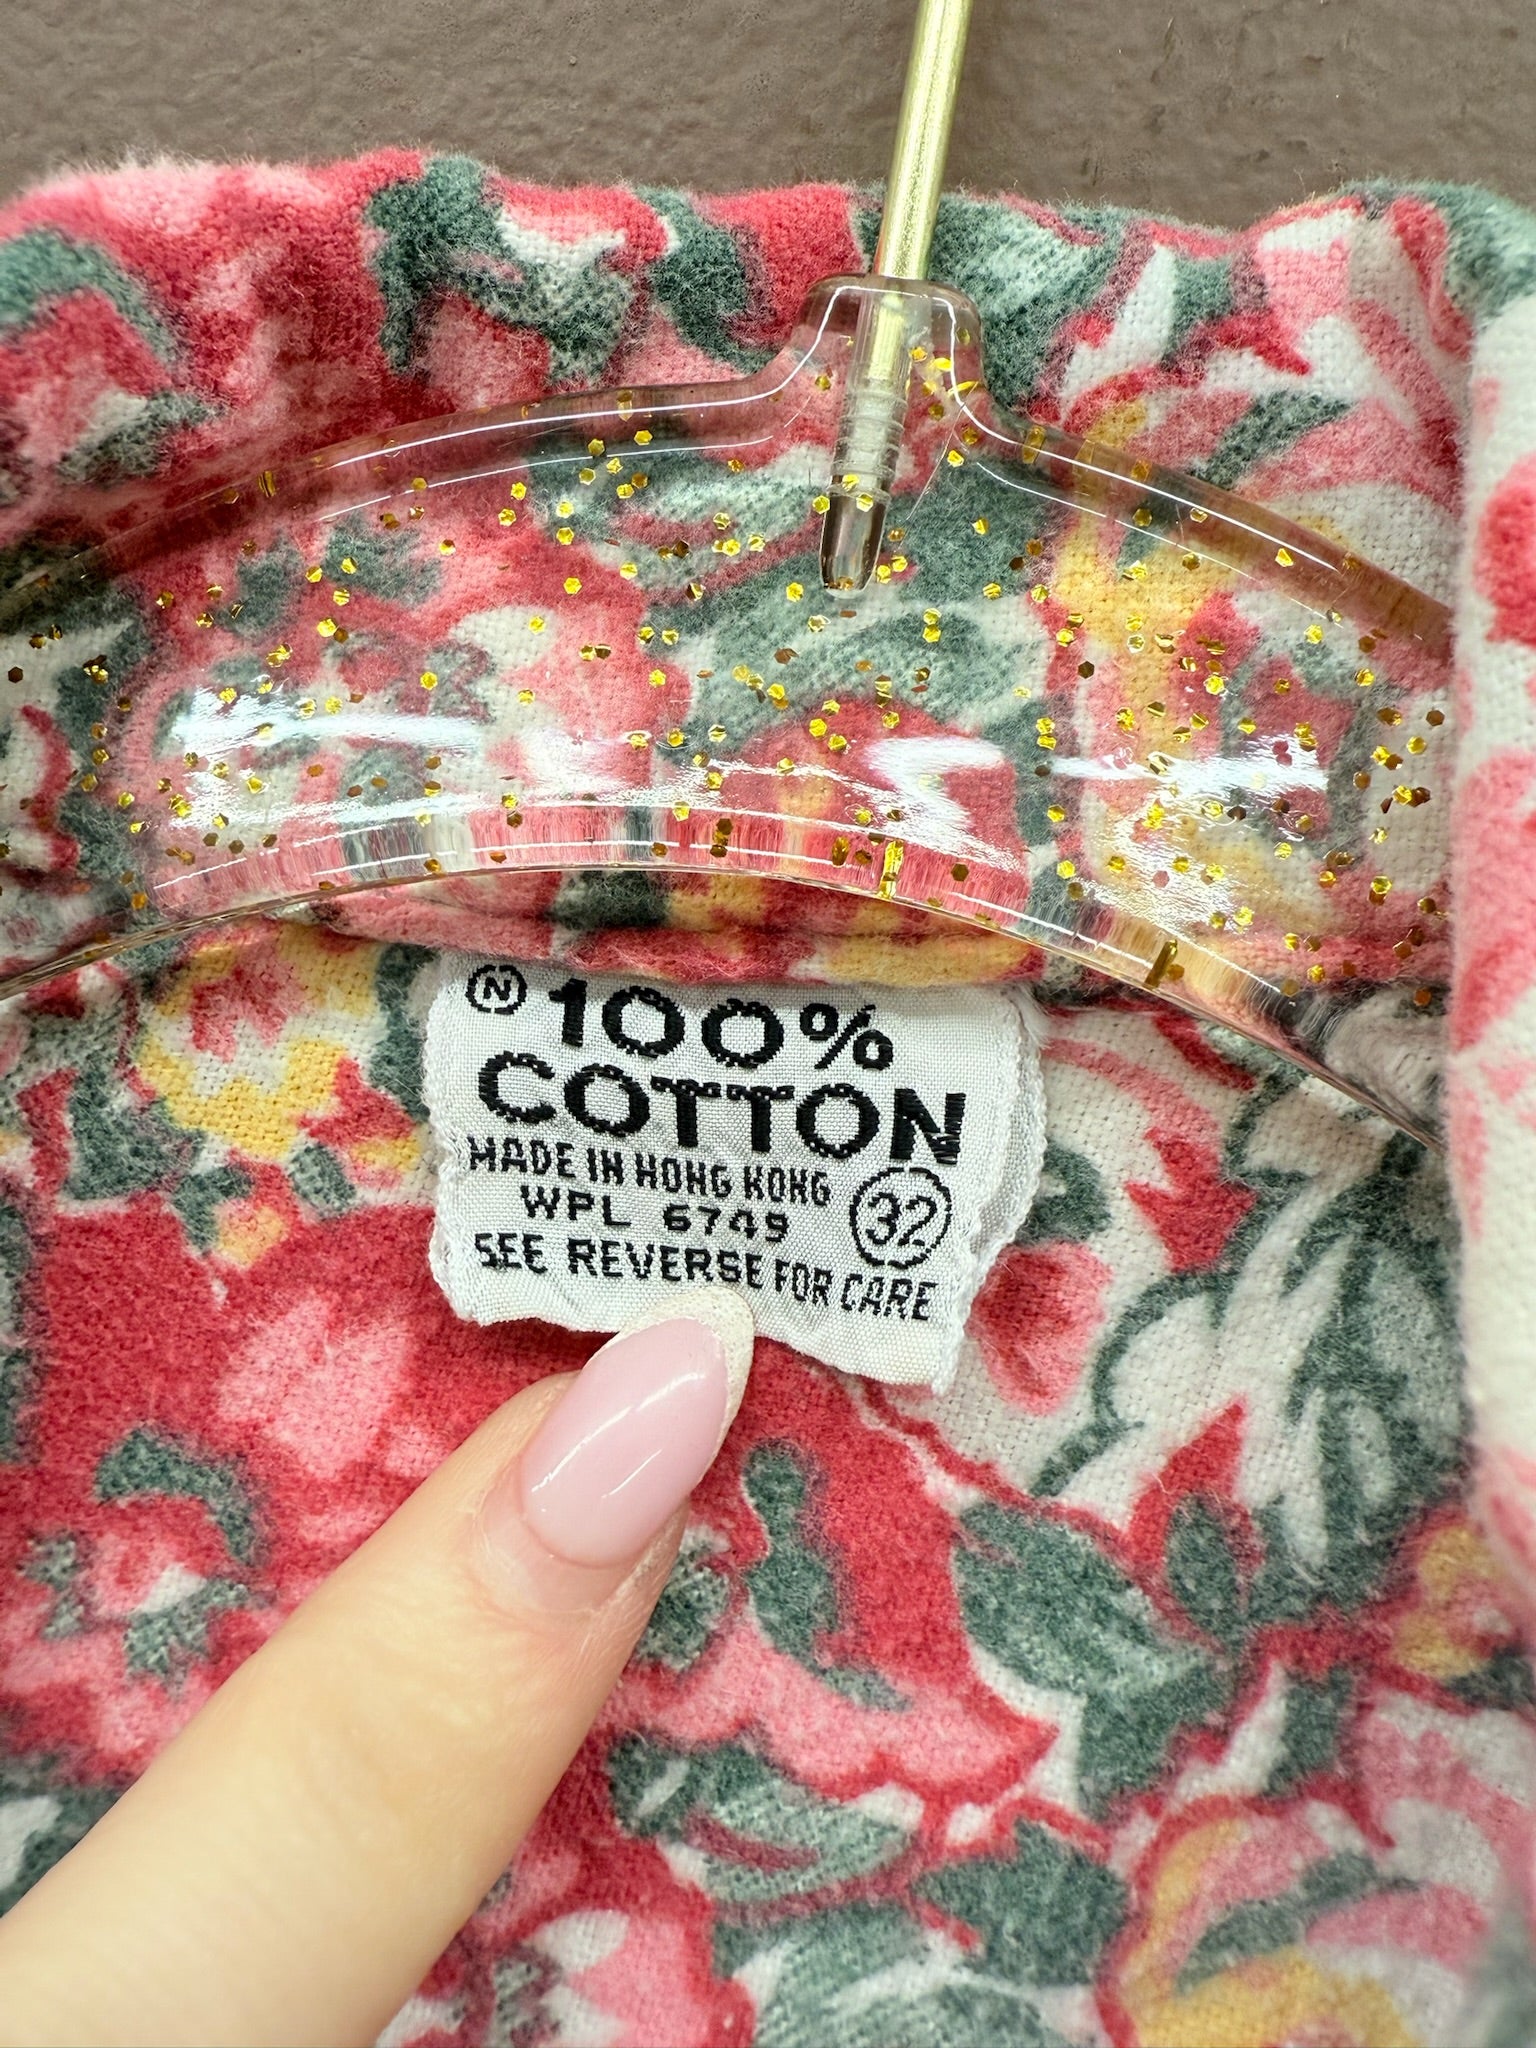 Ⓝ 100%
COTTON
MADE IN HONG KONG
WPL 6749 32
SEE REVERSE FOR CARE